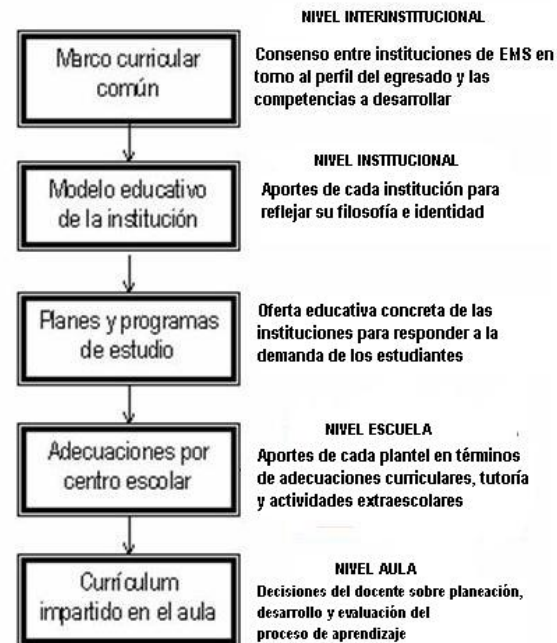 NIVEL INTERINSTITUCIONAL
Marco curricular
común
Consenso entre instituciones de EMS en
torno al perfil del egresado y las
competencias a desarrollar
NIVEL INSTITUCIONAL
Modelo educativo
de la institución
Aportes de cada institución para
reflejar su filosofía e identidad
Planes y programas
de estudio
Oferta educativa concreta de las
instituciones para responder a la
demanda de los estudiantes
NIVEL ESCUELA
Adecuaciones por
centro escolar
Aportes de cada plantel en términos
de adecuaciones curriculares, tutoría
y actividades extraescolares
NIVEL AULA
Currículum
impartido en el aula
Decisiones del docente sobre planeación,
desarrollo y evaluación del
proceso de aprendizaje